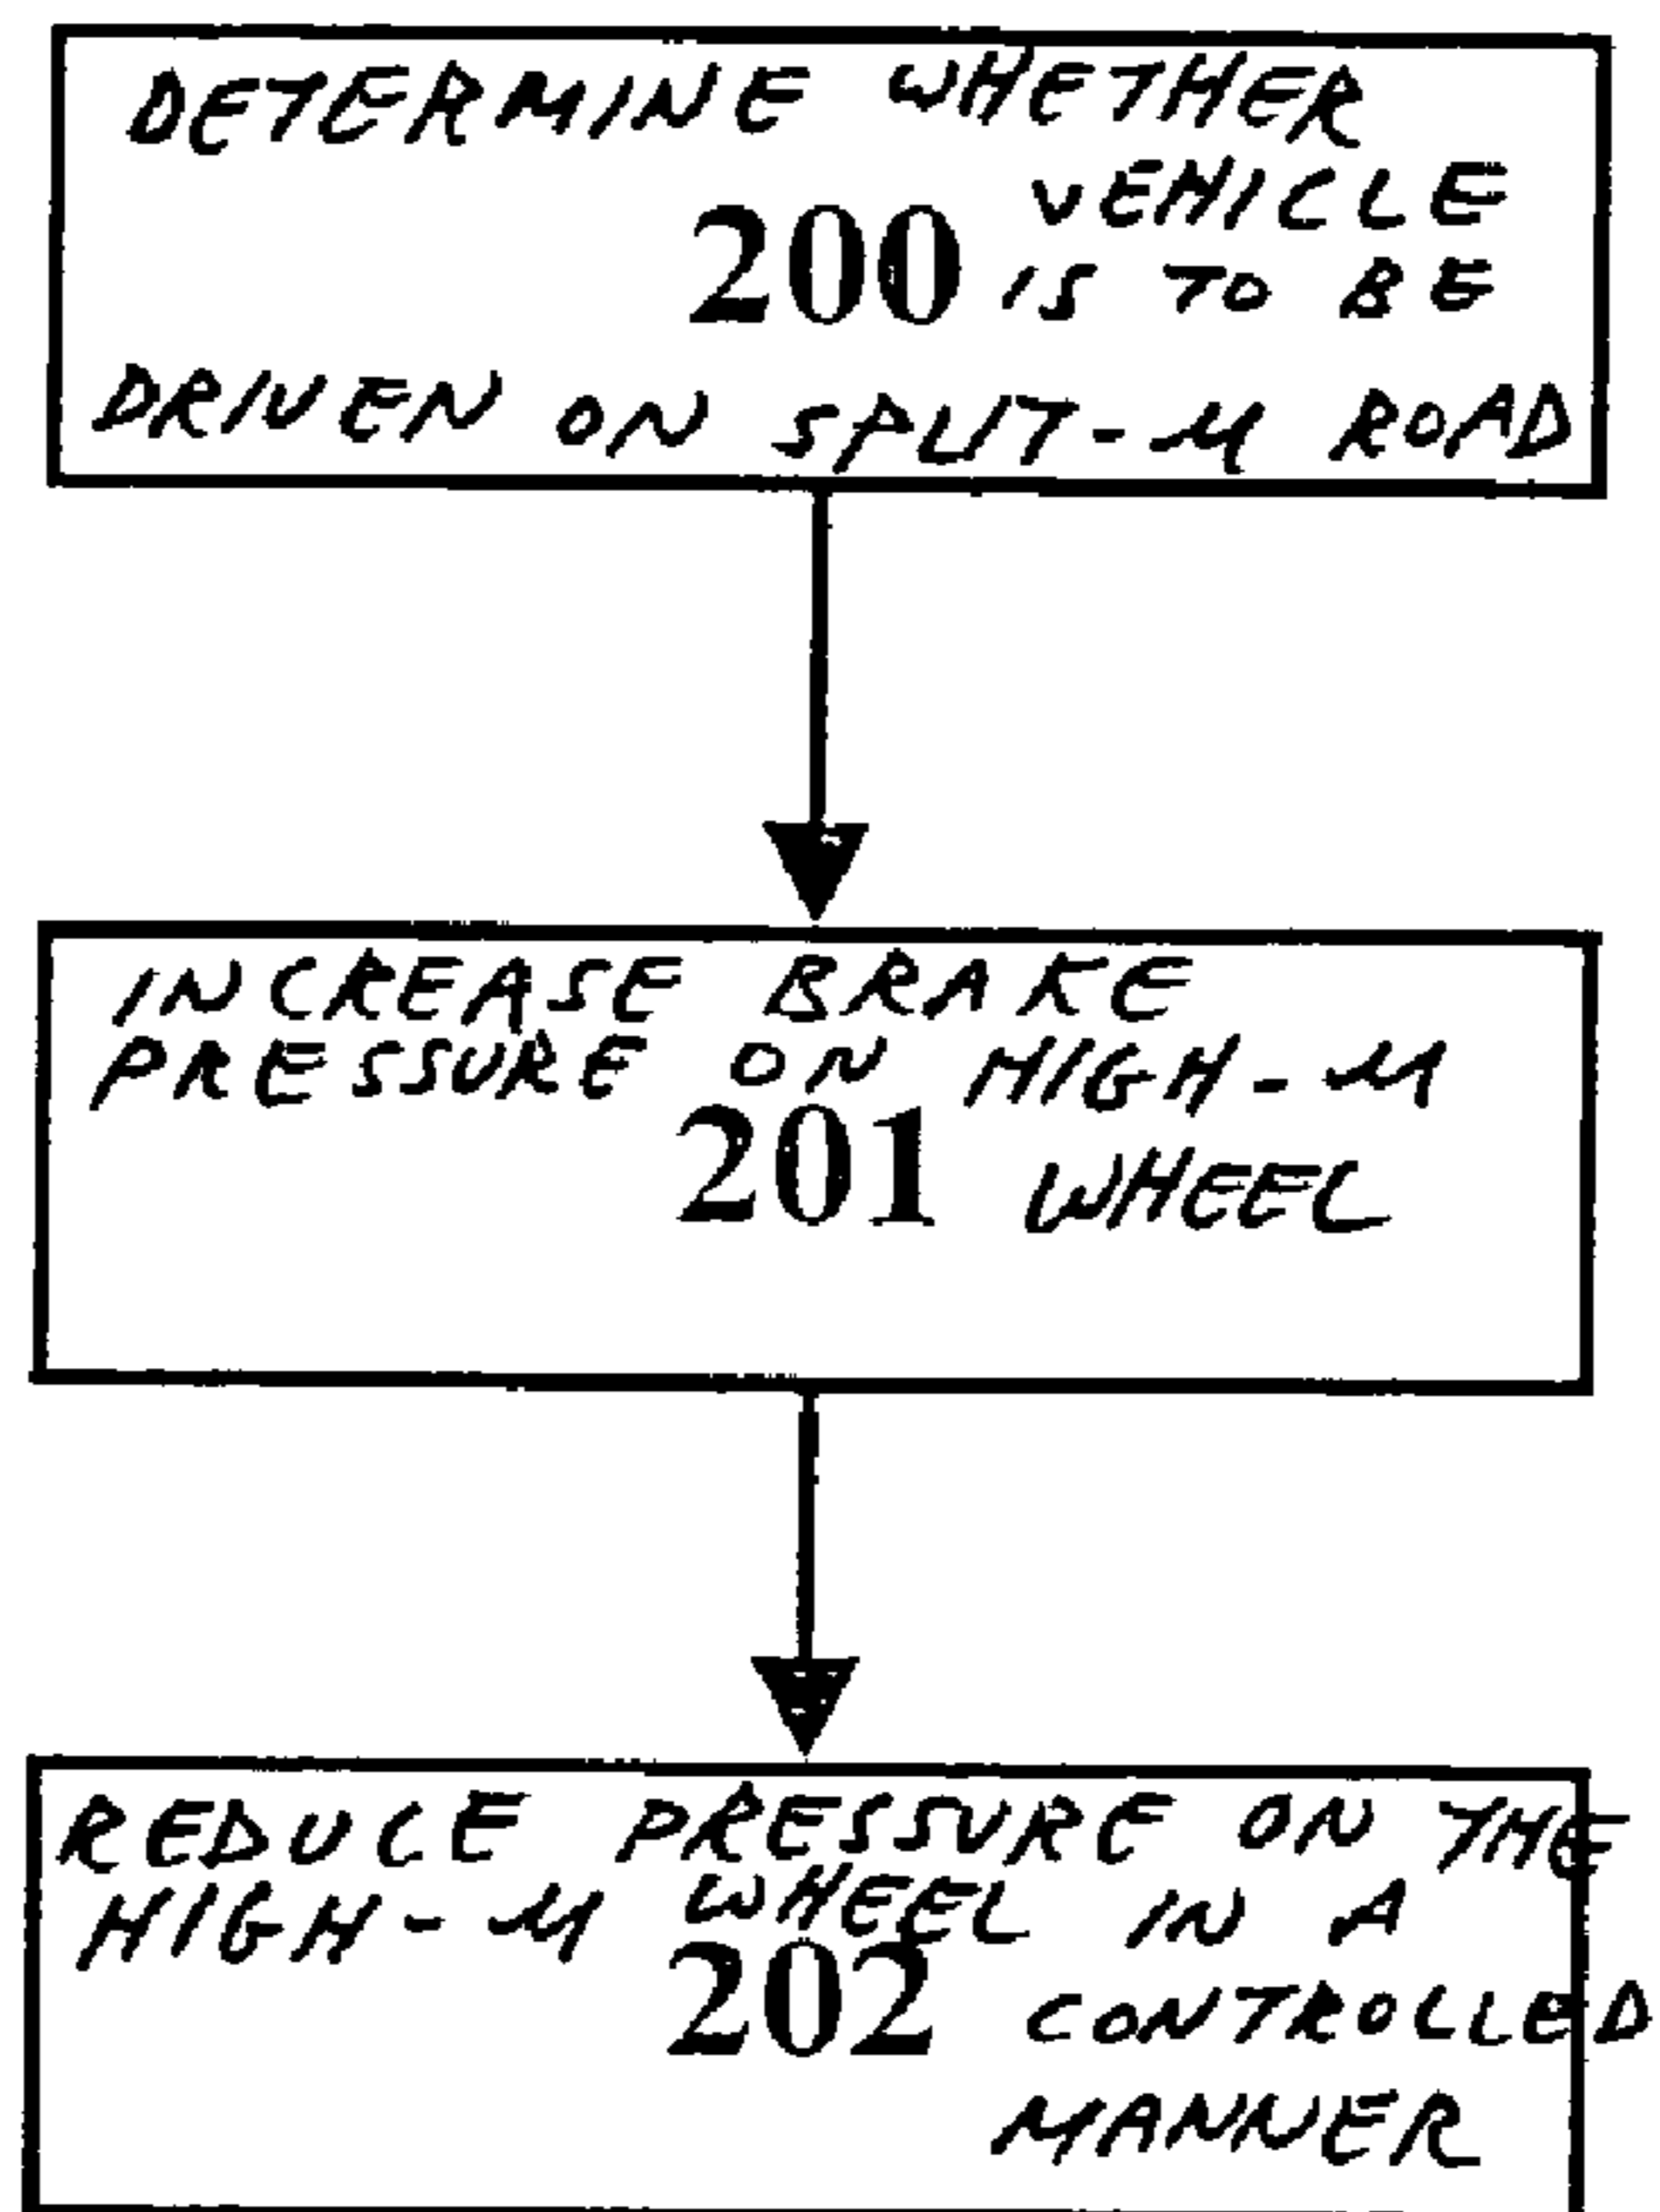 DETERMINE WHETHER
VEHICLE
200 IS TO BE
DRIVEN ON SPLIT-μ ROAD
INCREASE BRAKE
PRESSURE ON HIGH-μ
201 WHEEL
REDUCE PRESSURE ON THE
HIGH-μ WHEEL IN A
202 CONTROLLED
MANNER